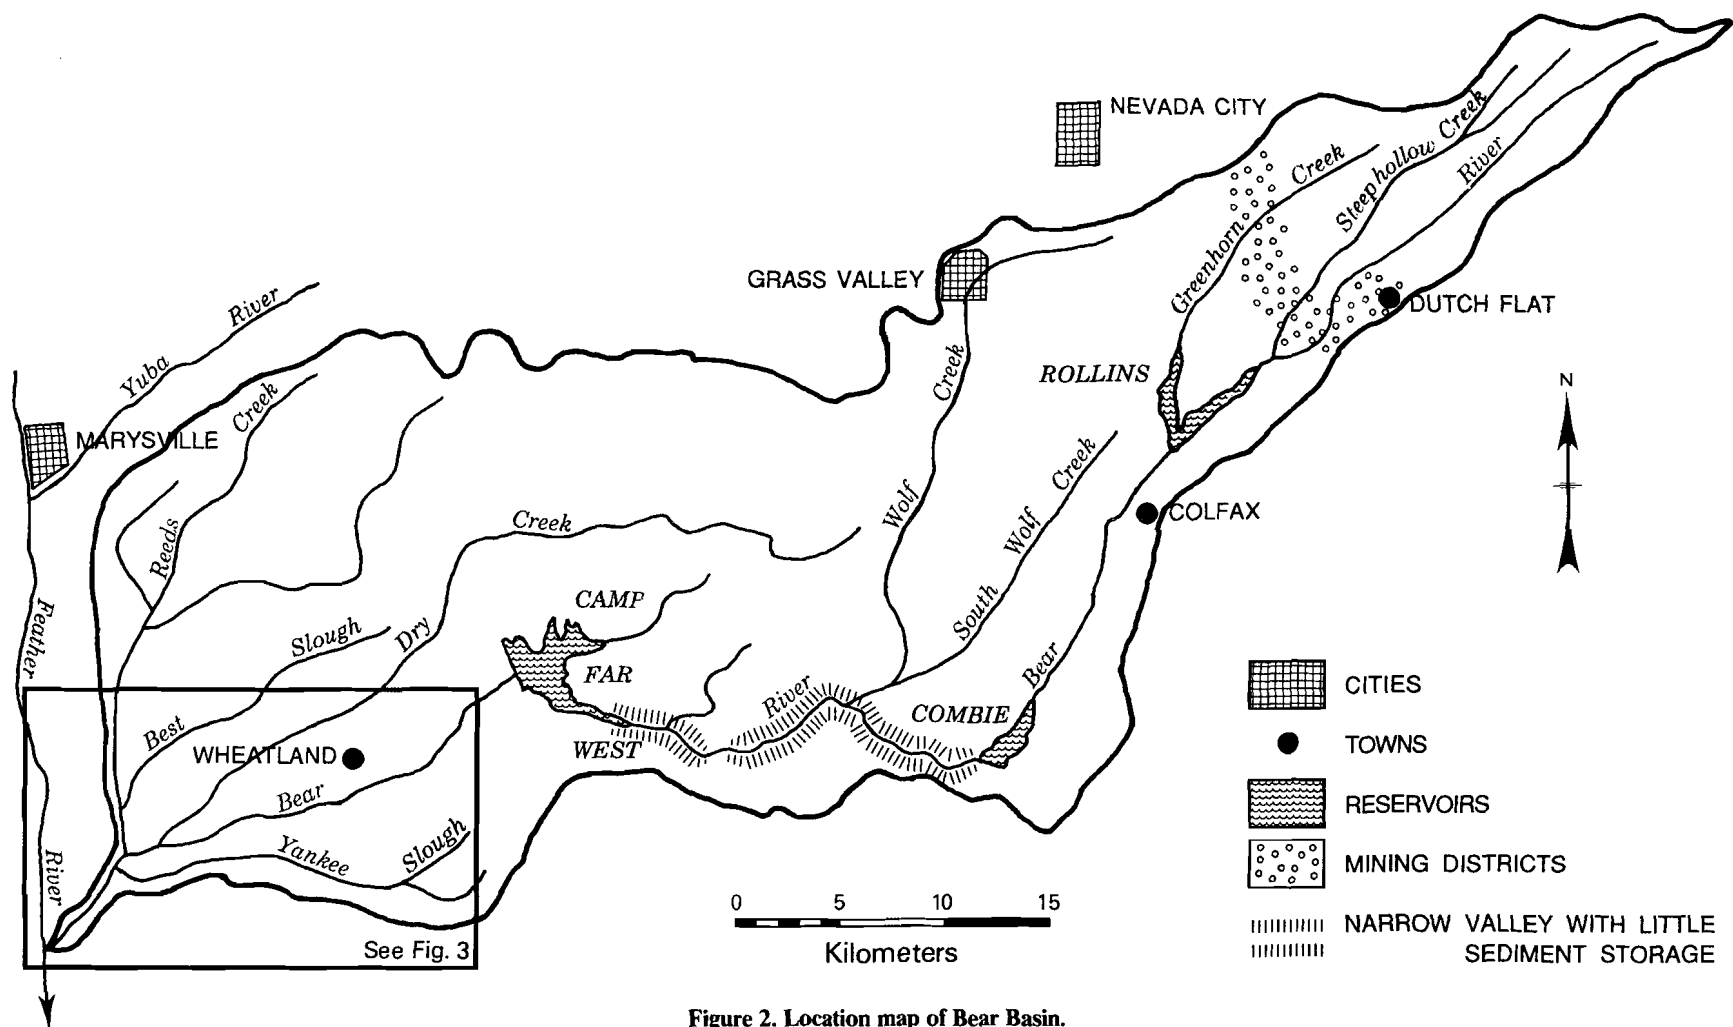 NEVADA CITY
Creek
Steephollow Creek
River
Greenhorn
GRASS VALLEY
DUTCH FLAT
Yuba River
ROLLINS
Creek
Creek
N
MARYSVILLE
Wolf
Creek
COLFAX
Creek
Reeds
Wolf
Feather
CAMP
South
Slough
Dry
FAR
Bear
CITIES
River
COMBIE
Best
WEST
TOWNS
WHEATLAND
Bear
RESERVOIRS
Yankee
Slough
MINING DISTRICTS
River
0 5 10 15
Kilometers
NARROW VALLEY WITH LITTLE
SEDIMENT STORAGE
See Fig. 3
Figure 2. Location map of Bear Basin.